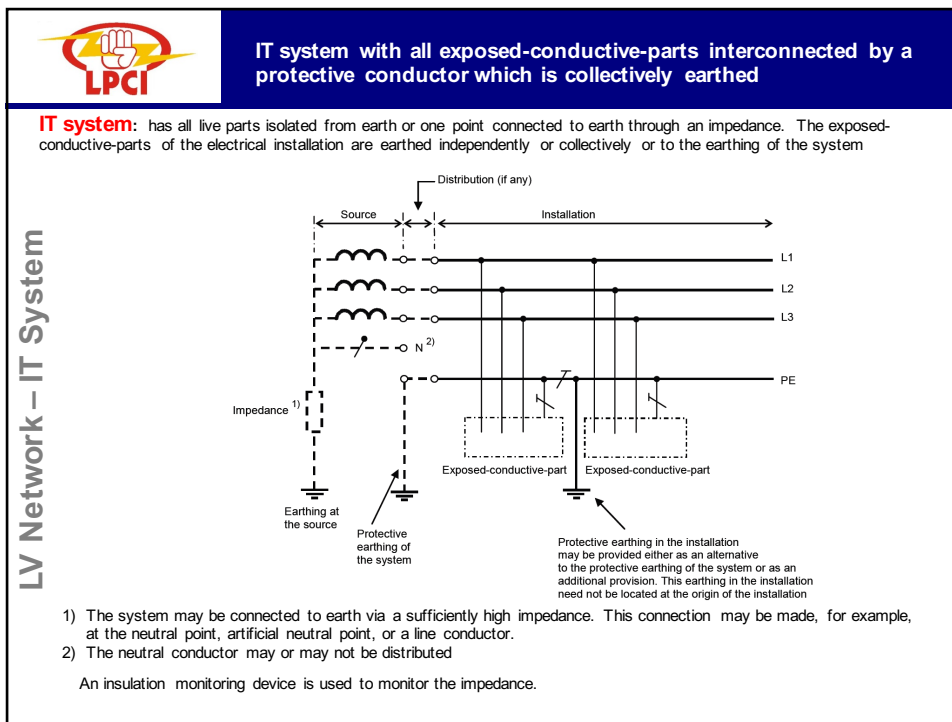 LPCI
IT system with all exposed-conductive-parts interconnected by a
protective conductor which is collectively earthed
IT system: has all live parts isolated from earth or one point connected to earth through an impedance. The exposed-
conductive-parts of the electrical installation are earthed independently or collectively or to the earthing of the system
LV Network – IT System
Distribution (if any)
Source
Installation
L1
L2
L3
N 2)
PE
Impedance 1)
Exposed-conductive-part
Exposed-conductive-part
Earthing at
the source
Protective
earthing of
the system
Protective earthing in the installation
may be provided either as an alternative
to the protective earthing of the system or as an
additional provision. This earthing in the installation
need not be located at the origin of the installation
1) The system may be connected to earth via a sufficiently high impedance. This connection may be made, for example,
at the neutral point, artificial neutral point, or a line conductor.
2) The neutral conductor may or may not be distributed
An insulation monitoring device is used to monitor the impedance.